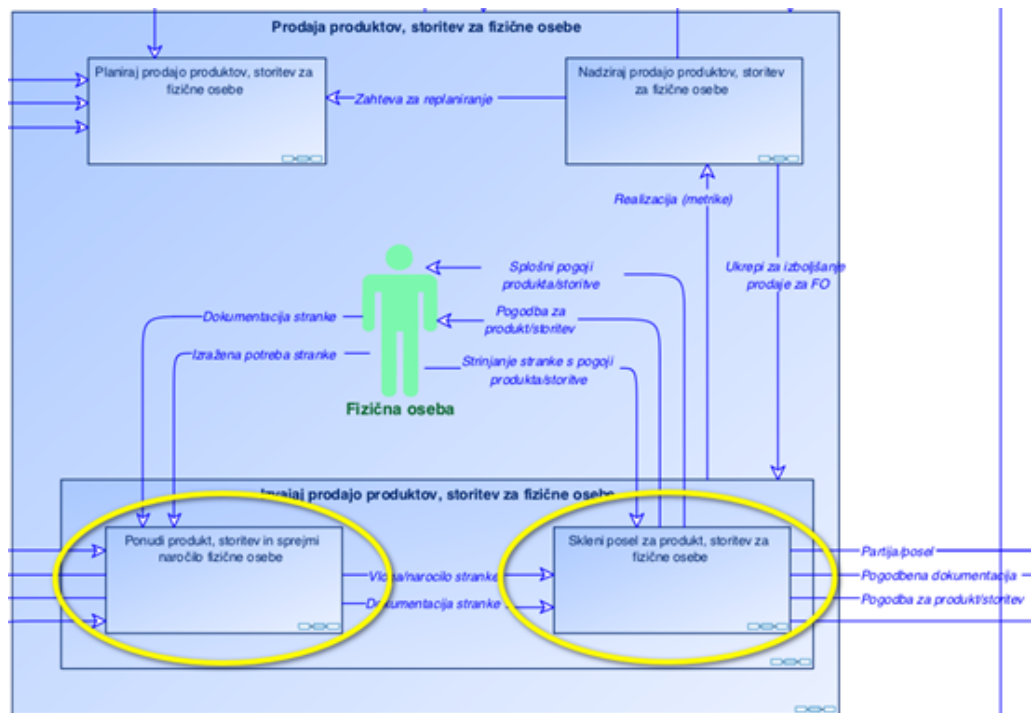 Prodaja produktov, storitev za fizične osebe
Planiraj prodajo produktov, storitev za
fizične osebe
Nadziraj prodajo produktov, storitev
za fizične osebe
Zahteva za replaniranje
Realizacija (metrike)
Splošni pogoji
produkta/storitve
Ukrepi za izboljšanje
prodaje za FO
Dokumentacija stranke
Pogodba za
produkt/storitev
Izražena potreba stranke
Strinjanje stranke s pogoji
produkta/storitve
Fizična oseba
Izvajaj prodajo produktov, storitev za fizične osebe
Ponudi produkt, storitev in sprejmi
naročilo fizične osebe
Skleni posel za produkt, storitev za
fizične osebe
Vloga/narocilo stranke
Dokumentacija stranke
Partija/posel
Pogodbena dokumentacija
Pogodba za produkt/storitev